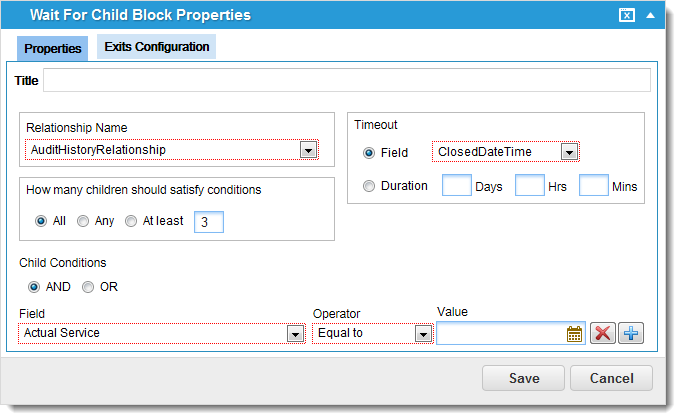 Wait For Child Block Properties
Properties Exits Configuration
Title
Relationship Name
AuditHistoryRelationship
How many children should satisfy conditions
All Any At least 3
Timeout
Field ClosedDateTime
Duration Days Hrs Mins
Child Conditions
AND OR
Field Operator Value
Actual Service Equal to
Save Cancel